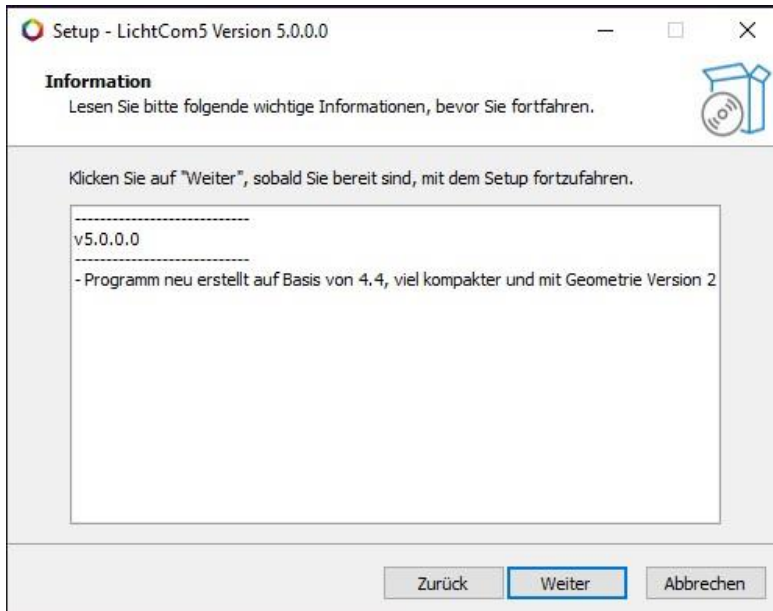 Setup - LichtCom5 Version 5.0.0.0
Information
Lesen Sie bitte folgende wichtige Informationen, bevor Sie fortfahren.
Klicken Sie auf "Weiter", sobald Sie bereit sind, mit dem Setup fortzufahren.
----------------------------
v5.0.0.0
----------------------------
- Programm neu erstellt auf Basis von 4.4, viel kompakter und mit Geometrie Version 2
Zurück Weiter Abbrechen